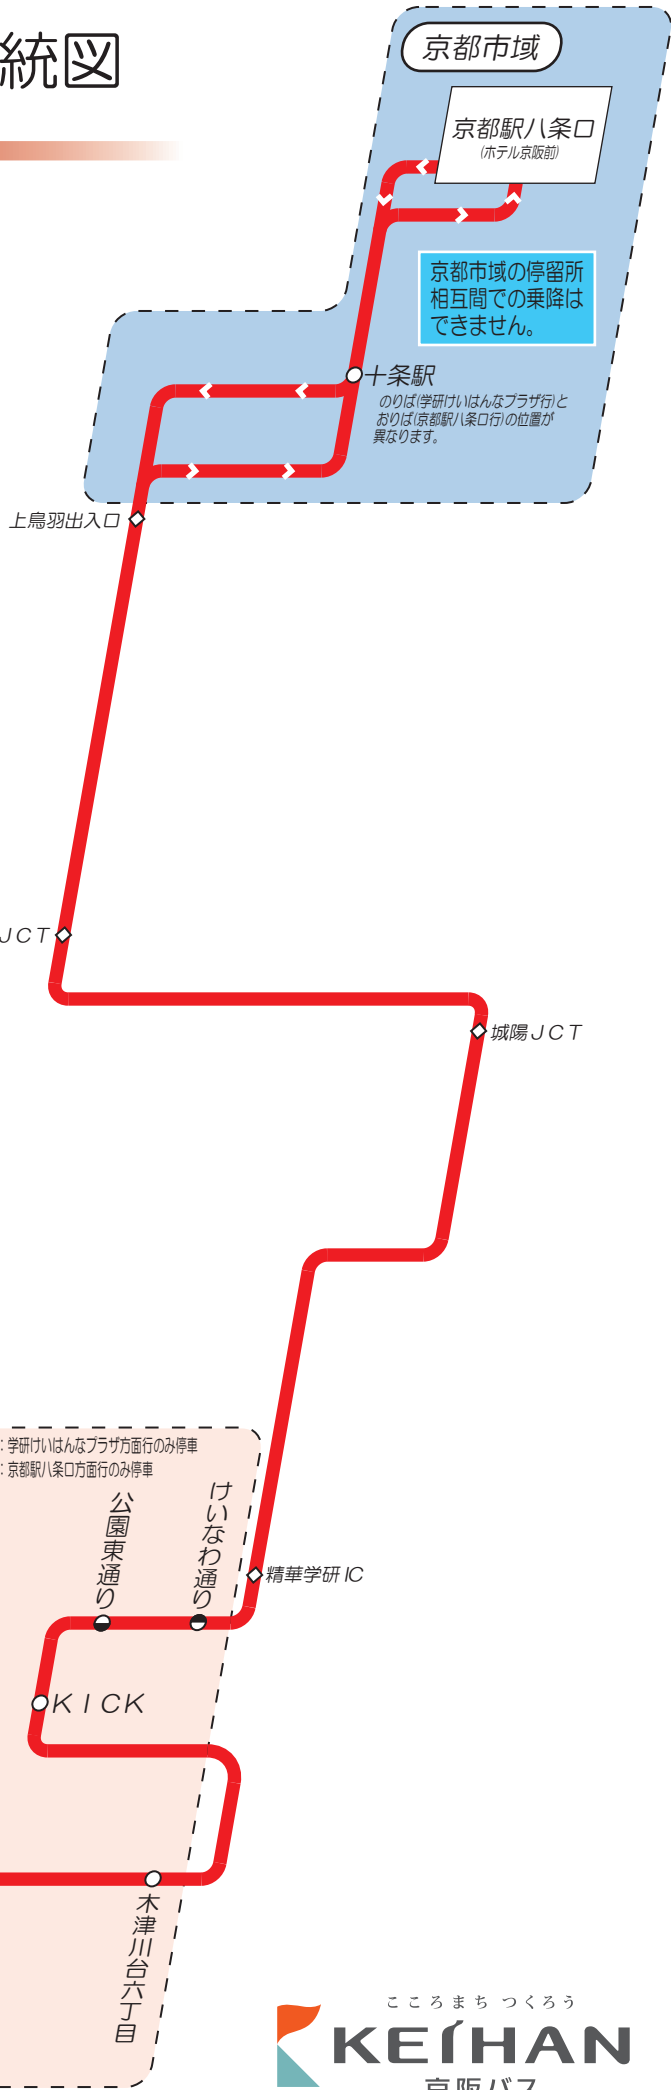 統図
京都市域
京都駅八条口
(ホテル京阪前)
京都市域の停留所
相互間での乗降は
できません。
十条駅
のりば(学研けいはんなプラザ行)と
おりば(京都駅八条口行)の位置が
異なります。
上鳥羽出入口
JCT
城陽JCT
：学研けいはんなプラザ方面行のみ停車
：京都駅八条口方面行のみ停車
公園東通り
けいなわ通り
精華学研IC
KICK
木津川台六丁目
こころまち つくろう
KEIHAN
京阪バス